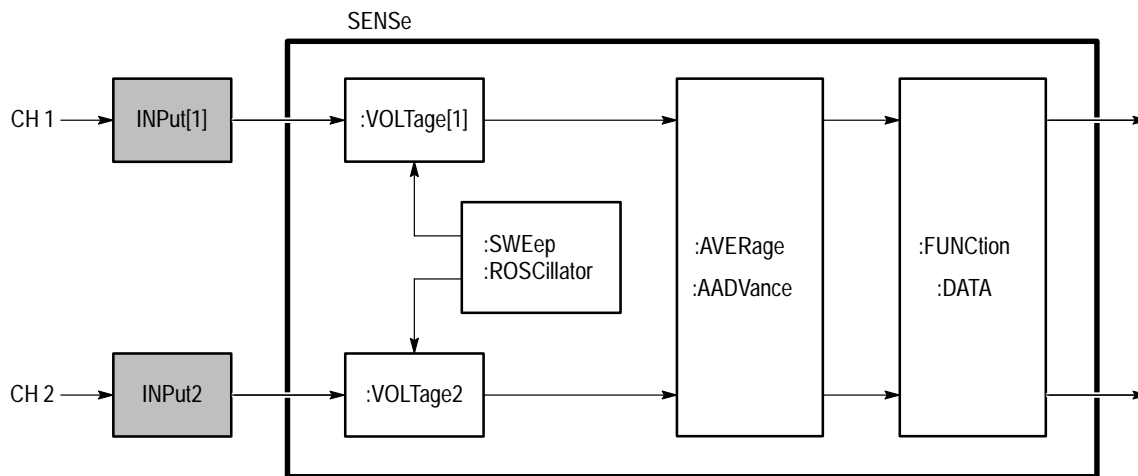 SENSe
CH 1
INPut[1]
:VOLTage[1]
:SWEep
:ROSCillator
:AVERage
:AADVance
:FUNCtion
:DATA
CH 2
INPut2
:VOLTage2